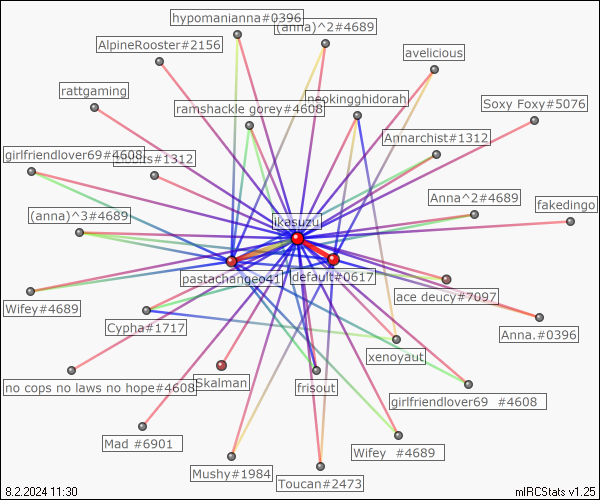 hypomanianna#0396
(anna)^2#4689
AlpineRooster#2156
avelicious
rattgaming
neokingghidorah
ramshackle gorey#4608
Soxy Foxy#5076
Annarchist#1312
girlfriendlover69#4608
#1312
Anna^2#4689
fakedingo
(anna)^3#4689
ikasuzu
pastachangeo41
default#0617
ace deucy#7097
Wifey#4689
Cypha#1717
Anna.#0396
xenoyaut
no cops no laws no hope#4608
Skalman
frisout
girlfriendlover69 #4608
Mad #6901
Wifey #4689
Mushy#1984
Toucan#2473
8.2.2024 11:30
mIRCStats v1.25